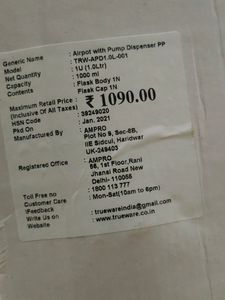 Generic Name : Airpot with Pump Dispenser PP
Model : TRW-APD1.0L-001
Net Quantity : 1U (1.0Ltr)
Capacity : 1000 ml
Contents : Flask Body 1N
Flask Cap 1N
Maximum Retail Price : ₹ 1090.00
(Inclusive Of All Taxes)
HSN Code : 39249020
Pkd On : Jan. 2021
Manufactured By : AMPRO
Plot No 9, Sec-8B,
IIE Sidcul, Haridwar
UK-249403
Registered Office : AMPRO
56, 1st Floor,Rani
Jhansi Road New
Delhi- 110055
Toll Free no : 1800 113 777
Customer Care : Mon-Sat(10am to 6pm)
!Feedback
Write Us on : truewareindia@gmail.com
Website : www.trueware.co.in